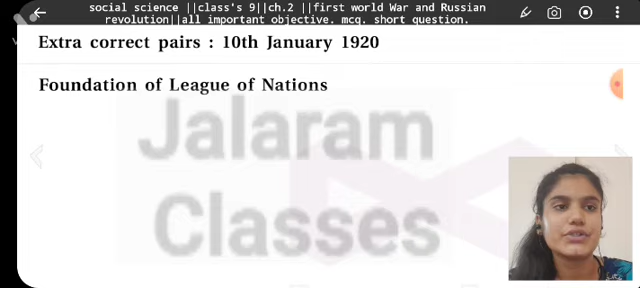 social science ||class's 9||ch.2 ||first world War and Russian
revolution||all important objective. mcq. short question.
Extra correct pairs : 10th January 1920
Foundation of League of Nations
Jalaram
Classes